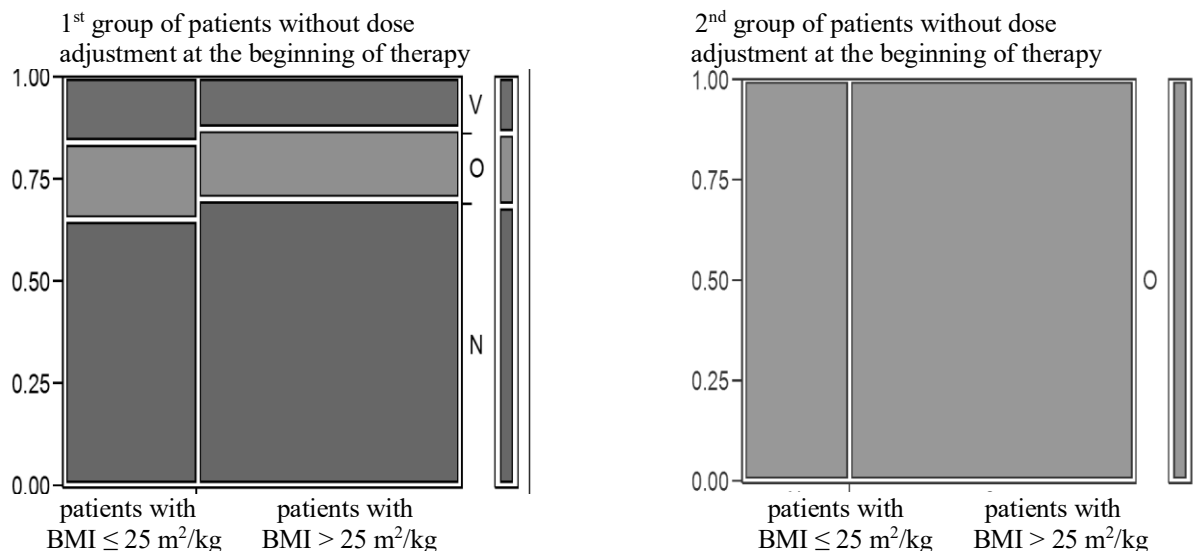 1st group of patients without dose
adjustment at the beginning of therapy
1.00
0.75
0.50
0.25
0.00
V
O
N
patients with
BMI ≤ 25 m²/kg
patients with
BMI > 25 m²/kg
2nd group of patients without dose
adjustment at the beginning of therapy
1.00
0.75
0.50
0.25
0.00
O
patients with
BMI ≤ 25 m²/kg
patients with
BMI > 25 m²/kg